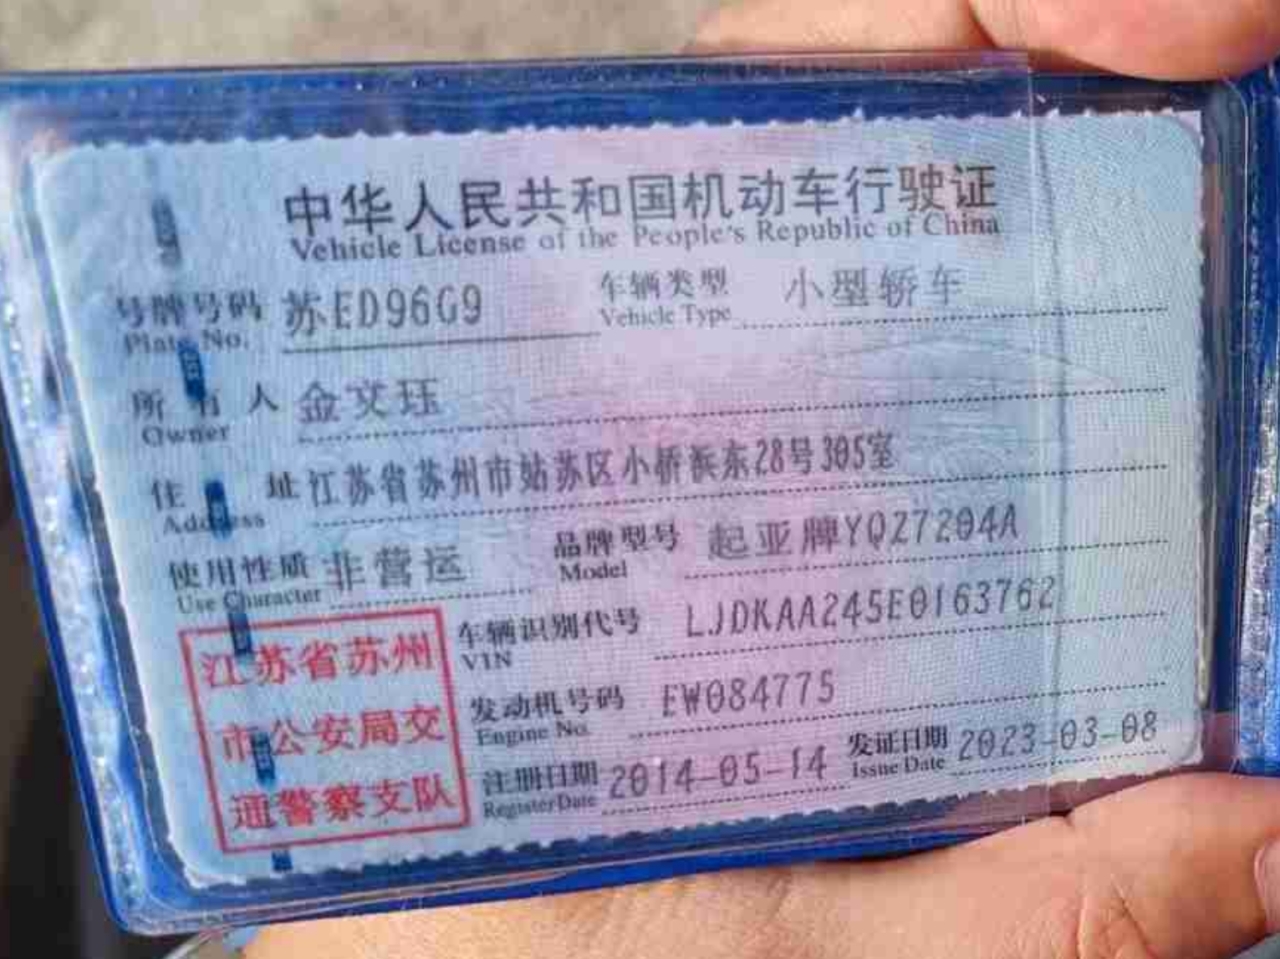 中华人民共和国机动车行驶证
Vehicle License of the People's Republic of China
号牌号码 苏ED96G9 车辆类型 小型轿车
Plate No. Vehicle Type
所有人 金文珏
Owner
住址 江苏省苏州市姑苏区小桥浜东28号305室
Address
使用性质 非营运 品牌型号 起亚牌YQZ7204A
Use Character Model
车辆识别代号 LJDKAA245E0163762
VIN
发动机号码 EW084775
Engine No.
注册日期 2014-05-14 发证日期 2023-03-08
Register Date Issue Date
江苏省苏州
市公安局交
通警察支队